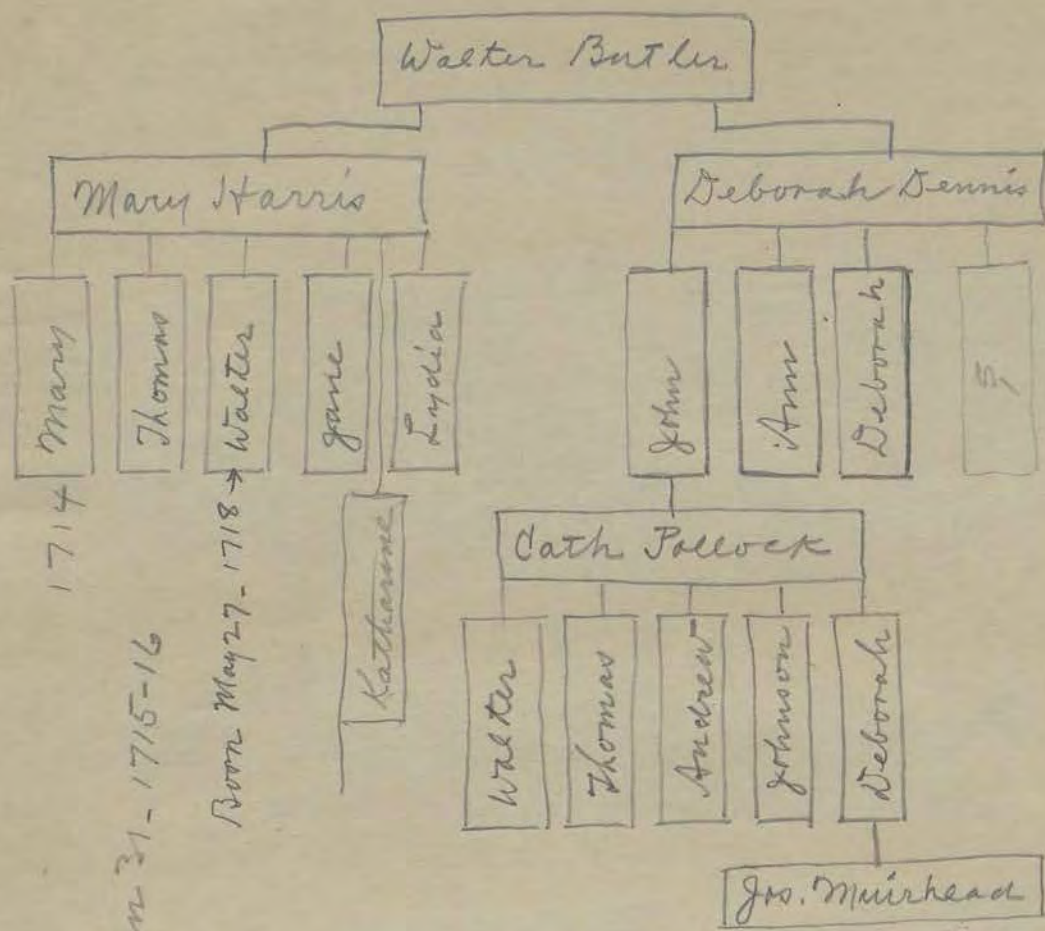 Walter Butler
Mary Harris
Deborah Dennis
Mary
Thomas
Walter
Jane
Lydia
John
Ann
Deborah
1714
Born May 27-1718 →
31-1715-16
Katharine
Cath Pollock
Walter
Thomas
Andrew
Johnson
Deborah
Jos. Muirhead